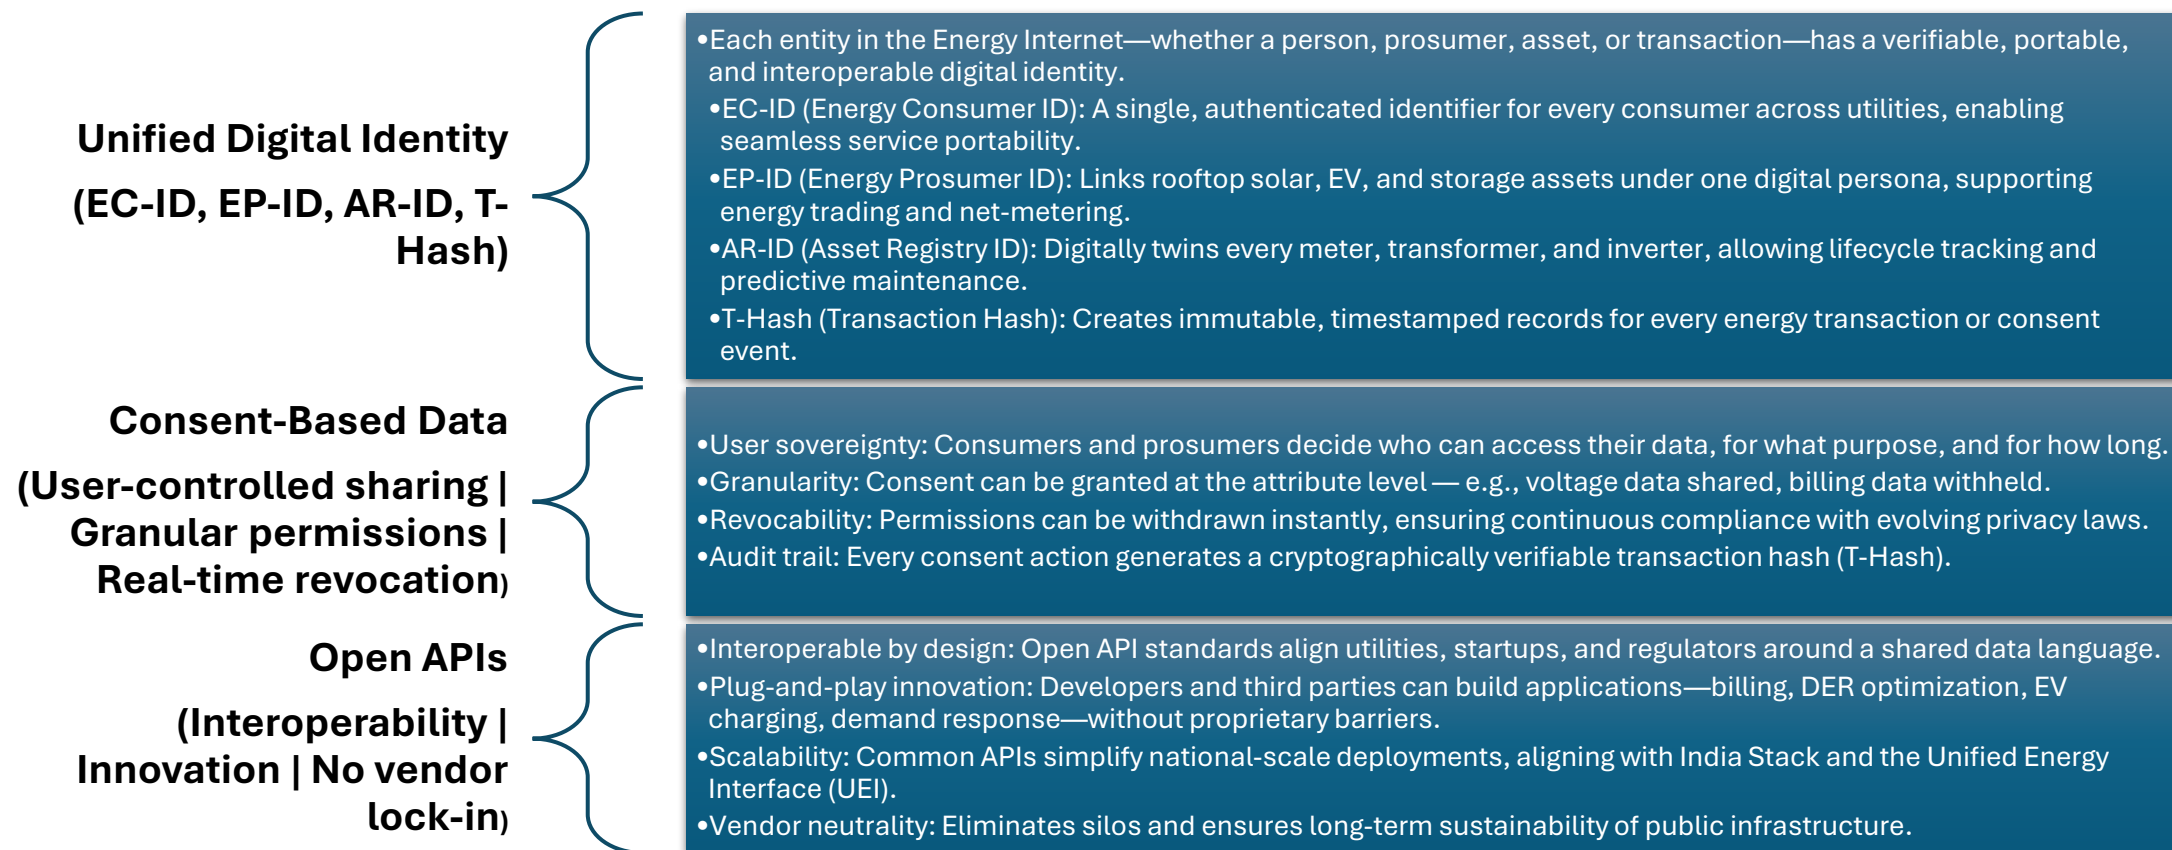 Unified Digital Identity
(EC-ID, EP-ID, AR-ID, T-
Hash)
•Each entity in the Energy Internet—whether a person, prosumer, asset, or transaction—has a verifiable, portable,
and interoperable digital identity.
•EC-ID (Energy Consumer ID): A single, authenticated identifier for every consumer across utilities, enabling
seamless service portability.
•EP-ID (Energy Prosumer ID): Links rooftop solar, EV, and storage assets under one digital persona, supporting
energy trading and net-metering.
•AR-ID (Asset Registry ID): Digitally twins every meter, transformer, and inverter, allowing lifecycle tracking and
predictive maintenance.
•T-Hash (Transaction Hash): Creates immutable, timestamped records for every energy transaction or consent
event.
Consent-Based Data
(User-controlled sharing |
Granular permissions |
Real-time revocation)
•User sovereignty: Consumers and prosumers decide who can access their data, for what purpose, and for how long.
•Granularity: Consent can be granted at the attribute level — e.g., voltage data shared, billing data withheld.
•Revocability: Permissions can be withdrawn instantly, ensuring continuous compliance with evolving privacy laws.
•Audit trail: Every consent action generates a cryptographically verifiable transaction hash (T-Hash).
Open APIs
(Interoperability |
Innovation | No vendor
lock-in)
•Interoperable by design: Open API standards align utilities, startups, and regulators around a shared data language.
•Plug-and-play innovation: Developers and third parties can build applications—billing, DER optimization, EV
charging, demand response—without proprietary barriers.
•Scalability: Common APIs simplify national-scale deployments, aligning with India Stack and the Unified Energy
Interface (UEI).
•Vendor neutrality: Eliminates silos and ensures long-term sustainability of public infrastructure.